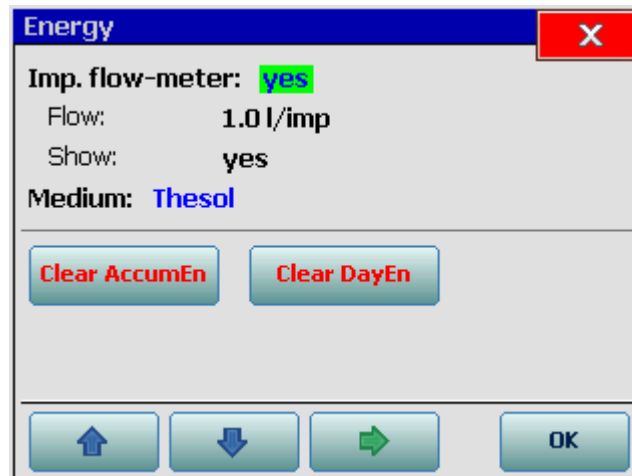 Energy
X
Imp. flow-meter: yes
Flow: 1.0 l/imp
Show: yes
Medium: Thesol
Clear AccumEn Clear DayEn
OK